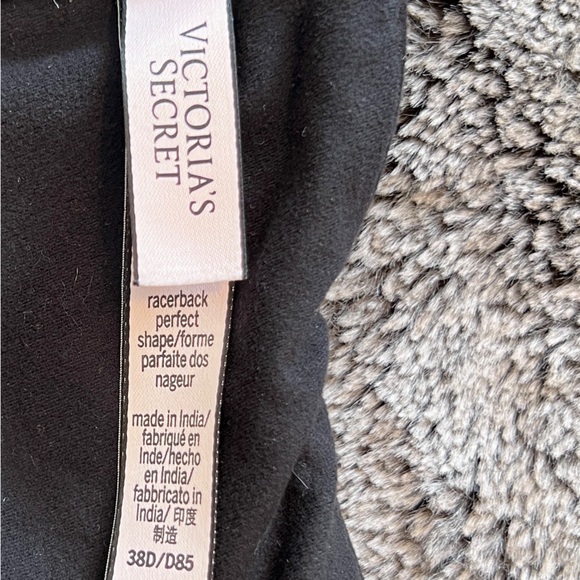 VICTORIA'S
SECRET
racerback
perfect
shape/forme
parfaite dos
nageur
made in India/
fabriqué en
Inde/hecho
en India/
fabbricato in
India/ 印度
制造
38D/D85